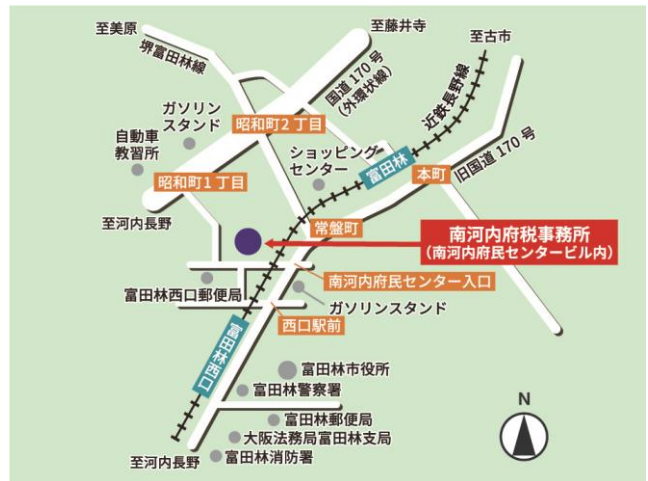 至美原
至藤井寺
至古市
堺富田林線
国道170号
(外環状線)
近鉄長野線
ガソリン
スタンド
昭和町2丁目
自動車
教習所
ショッピング
センター
富田林
本町
旧国道170号
昭和町1丁目
至河内長野
常盤町
南河内府税事務所
(南河内府民センタービル内)
南河内府民センター入口
富田林西口郵便局
ガソリンスタンド
西口駅前
富田林西口
富田林市役所
富田林警察署
富田林郵便局
大阪法務局富田林支局
至河内長野
富田林消防署
N